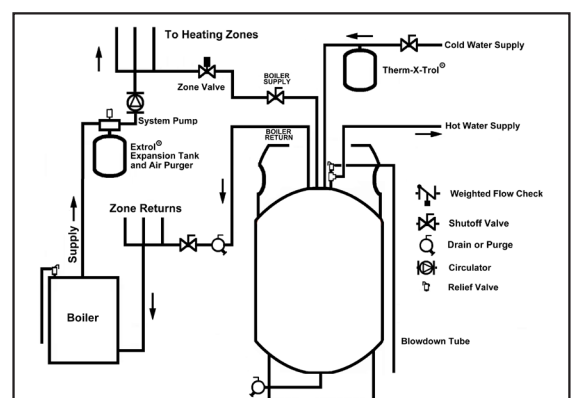 To Heating Zones
Cold Water Supply
Therm-X-Trol®
BOILER
SUPPLY
Zone Valve
System Pump
BOILER
RETURN
Hot Water Supply
Extrol®
Expansion Tank
and Air Purger
Weighted Flow Check
Zone Returns
Shutoff Valve
Drain or Purge
Supply
Circulator
Relief Valve
Boiler
Blowdown Tube